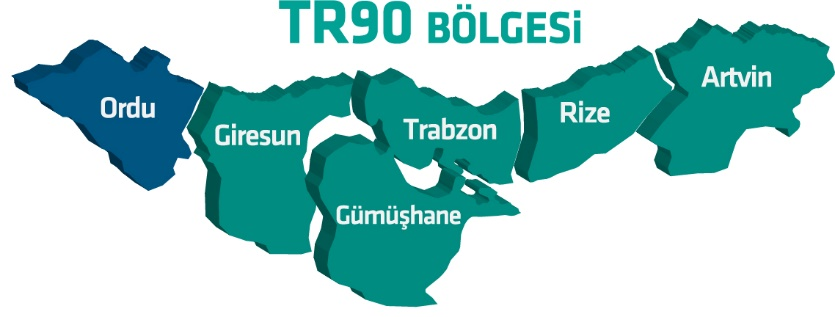 TR90 BÖLGESİ
Ordu
Giresun
Trabzon
Rize
Artvin
Gümüşhane